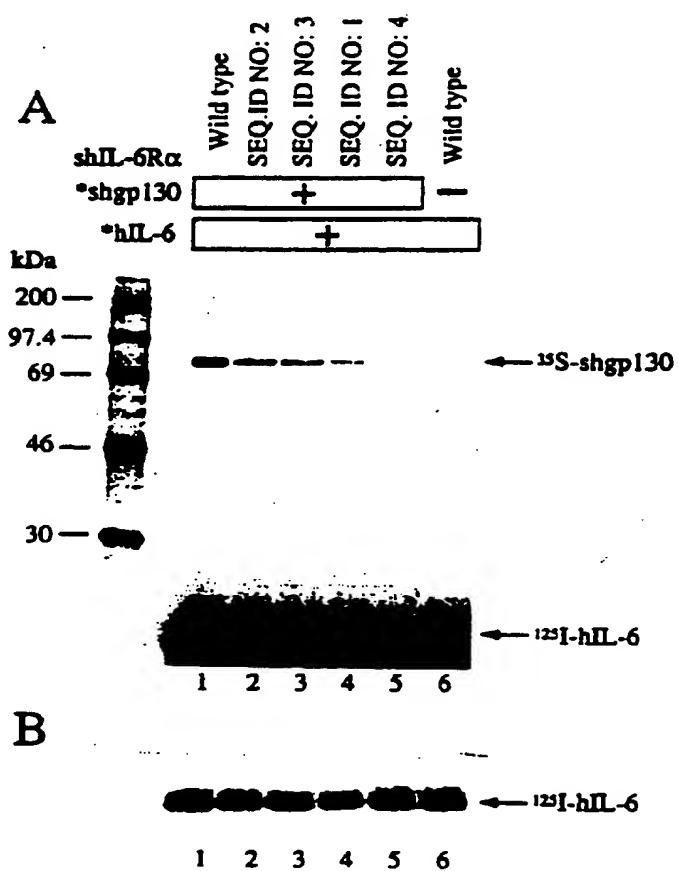 A
Wild type
SEQ.ID NO: 2
SEQ. ID NO: 3
SEQ. ID NO: 1
SEQ. ID NO: 4
Wild type
shIL-6Rα
*shgp130 + −
*hIL-6 +
kDa
200
97.4
69
46
30
³⁵S-shgp130
¹²⁵I-hIL-6
1 2 3 4 5 6
B
¹²⁵I-hIL-6
1 2 3 4 5 6